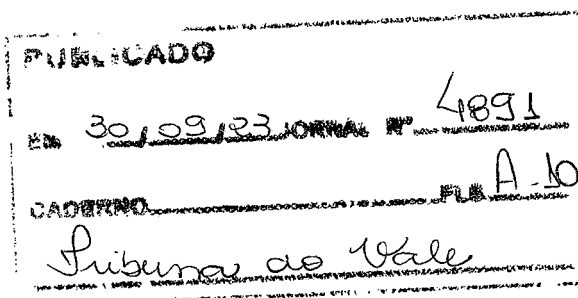 PUBLICADO
EM 30/09/23 JORNAL Nº 4891
CADERNO FLS A-10
Tribuna do Vale